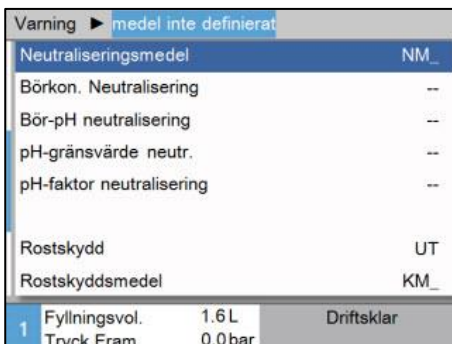 Varning ► medel inte definierat
Neutraliseringsmedel NM_
Börkon. Neutralisering --
Bör-pH neutralisering --
pH-gränsvärde neutr. --
pH-faktor neutralisering --
Rostskydd UT
Rostskyddsmedel KM_
1 Fyllningsvol. 1.6 L Driftsklar
Tryck Fram 0.0 bar